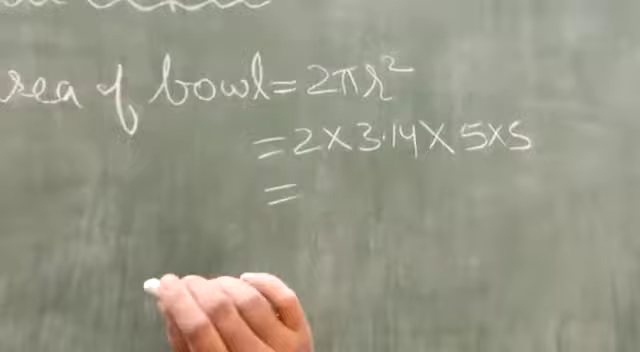 rea of bowl = 2πr²
= 2×3.14×5×5
=